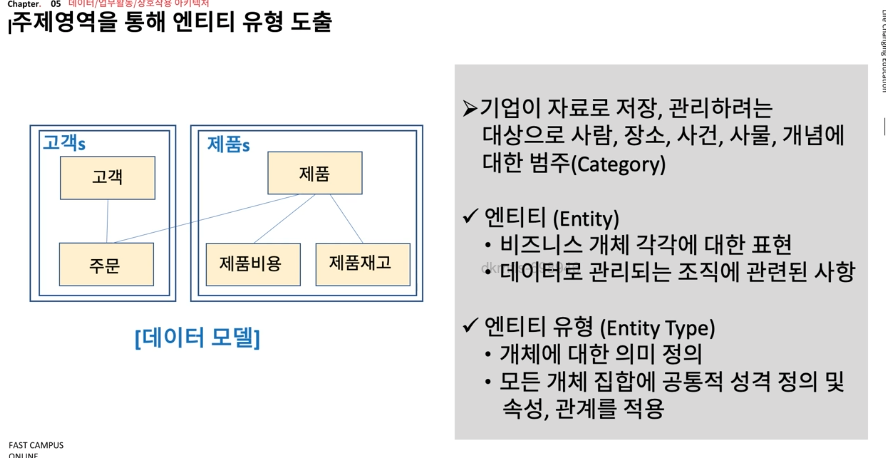 Chapter. 05 데이터/업무활동/상호작용 아키텍처
주제영역을 통해 엔티티 유형 도출
고객s
고객
주문
제품s
제품
제품비용
제품재고
[데이터 모델]
➢기업이 자료로 저장, 관리하려는
대상으로 사람, 장소, 사건, 사물, 개념에
대한 범주(Category)
✓ 엔티티 (Entity)
• 비즈니스 개체 각각에 대한 표현
• 데이터로 관리되는 조직에 관련된 사항
✓ 엔티티 유형 (Entity Type)
• 개체에 대한 의미 정의
• 모든 개체 집합에 공통적 성격 정의 및
속성, 관계를 적용
FAST CAMPUS
ONLINE